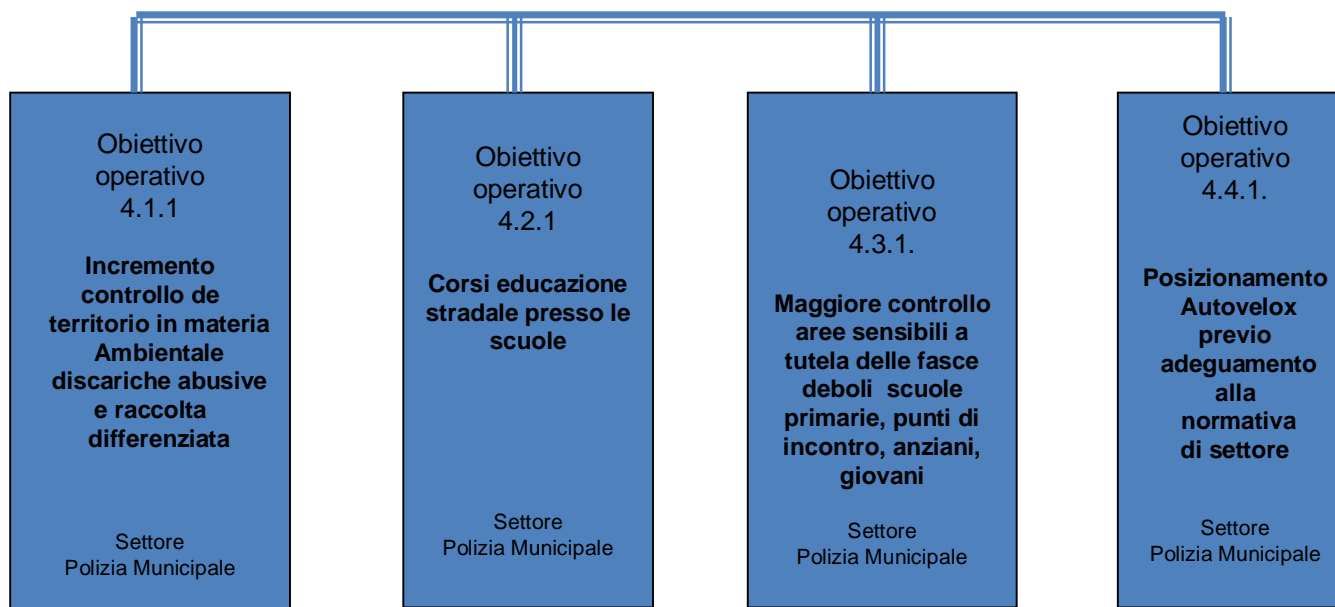 Obiettivo
operativo
4.1.1
Incremento
controllo de
territorio in materia
Ambientale
discariche abusive
e raccolta
differenziata
Settore
Polizia Municipale
Obiettivo
operativo
4.2.1
Corsi educazione
stradale presso le
scuole
Settore
Polizia Municipale
Obiettivo
operativo
4.3.1.
Maggiore controllo
aree sensibili a
tutela delle fasce
deboli scuole
primarie, punti di
incontro, anziani,
giovani
Settore
Polizia Municipale
Obiettivo
operativo
4.4.1.
Posizionamento
Autovelox
previo
adeguamento
alla
normativa
di settore
Settore
Polizia Municipale